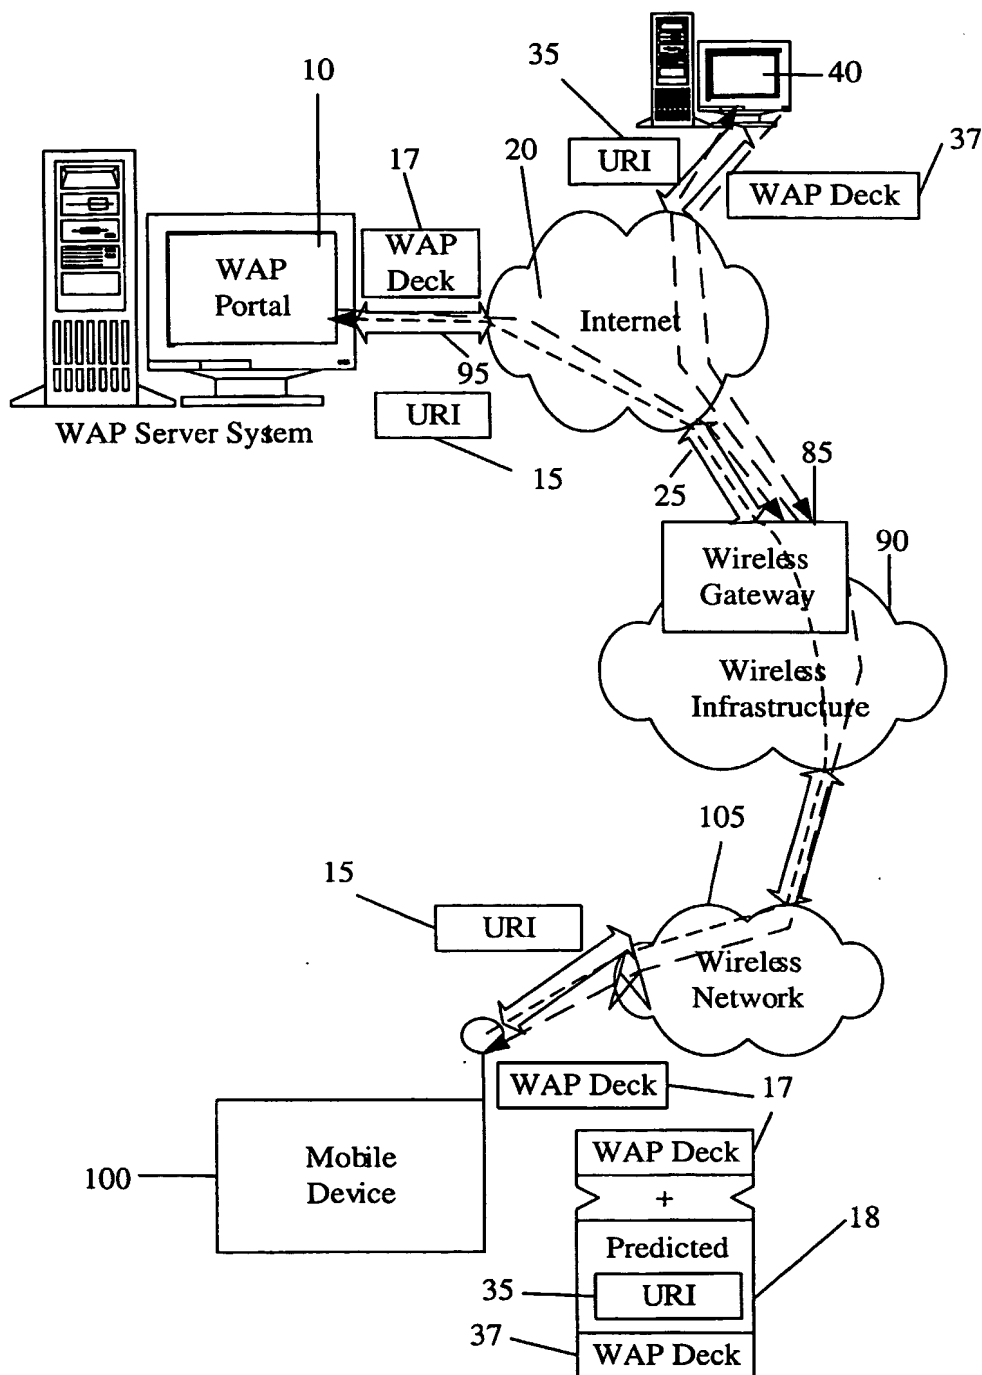 35
40
10
URI
37
20
17
WAP Deck
WAP
Deck
WAP
Portal
Internet
95
URI
WAP Server System
85
15
25
90
Wireless
Gateway
Wireless
Infrastructure
105
15
URI
Wireless
Network
WAP Deck
17
Mobile
Device
100
WAP Deck
+
18
Predicted
35
URI
37
WAP Deck